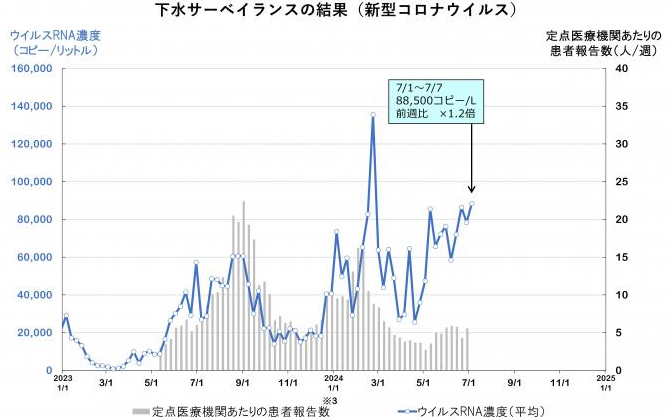 下水サーベイランスの結果（新型コロナウイルス）
ウイルスRNA濃度
（コピー/リットル）
定点医療機関あたりの
患者報告数（人/週）
160,000
140,000
120,000
100,000
80,000
60,000
40,000
20,000
0
7/1～7/7
88,500コピー/L
前週比　×1.2倍
40
35
30
25
20
15
10
5
0
2023 2024 2025
1/1 3/1 5/1 7/1 9/1 11/1 1/1 3/1 5/1 7/1 9/1 11/1 1/1
※3
定点医療機関あたりの患者報告数 ウイルスRNA濃度（平均）